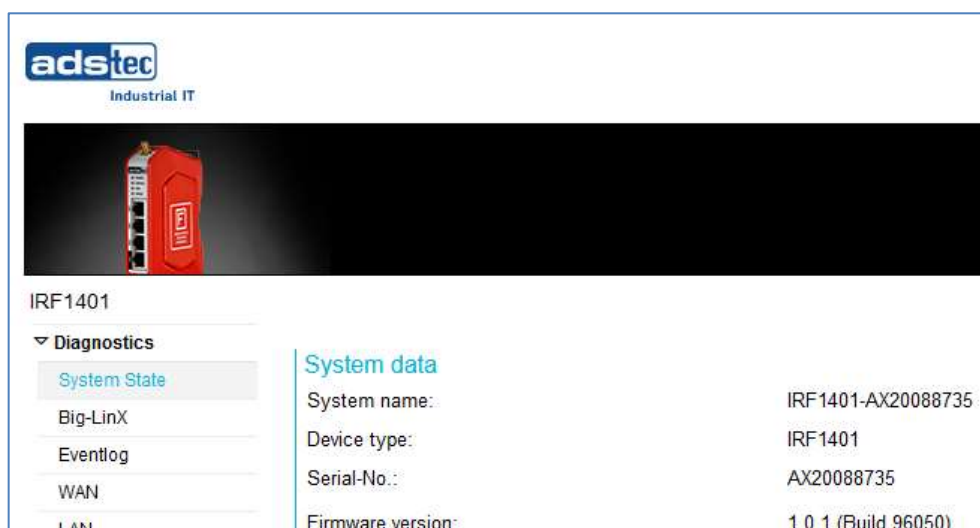 adstec
Industrial IT
IRF1401
Diagnostics
System State
Big-LinX
Eventlog
WAN
LAN
System data
System name: IRF1401-AX20088735
Device type: IRF1401
Serial-No.: AX20088735
Firmware version: 1.0.1 (Build 96050)